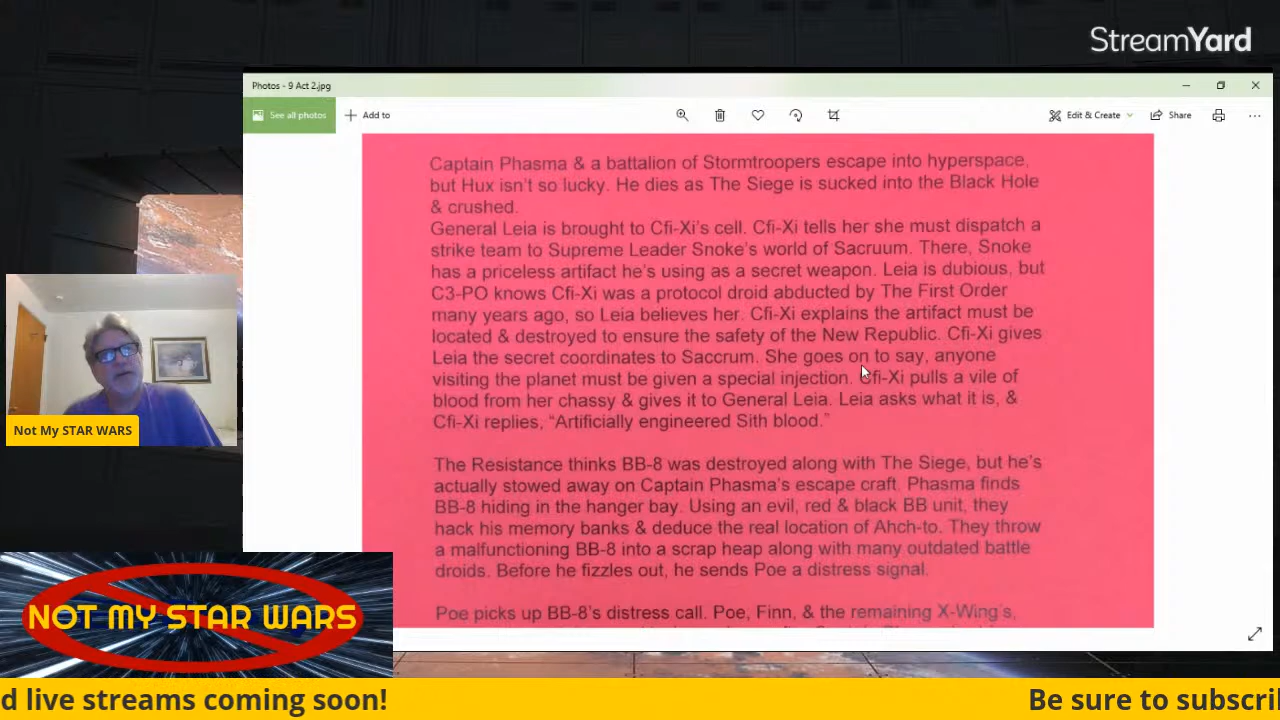 StreamYard
Photos - 9 Act 2.jpg
See all photos
Add to
Edit & Create
Share
Captain Phasma & a battalion of Stormtroopers escape into hyperspace,
but Hux isn't so lucky. He dies as The Siege is sucked into the Black Hole
& crushed.
General Leia is brought to Cfi-Xi's cell. Cfi-Xi tells her she must dispatch a
strike team to Supreme Leader Snoke's world of Sacruum. There, Snoke
has a priceless artifact he's using as a secret weapon. Leia is dubious, but
C3-PO knows Cfi-Xi was a protocol droid abducted by The First Order
many years ago, so Leia believes her. Cfi-Xi explains the artifact must be
located & destroyed to ensure the safety of the New Republic. Cfi-Xi gives
Leia the secret coordinates to Saccrum. She goes on to say, anyone
visiting the planet must be given a special injection. Cfi-Xi pulls a vile of
blood from her chassy & gives it to General Leia. Leia asks what it is, &
Cfi-Xi replies, "Artificially engineered Sith blood."
The Resistance thinks BB-8 was destroyed along with The Siege, but he's
actually stowed away on Captain Phasma's escape craft. Phasma finds
BB-8 hiding in the hanger bay. Using an evil, red & black BB unit, they
hack his memory banks & deduce the real location of Ahch-to. They throw
a malfunctioning BB-8 into a scrap heap along with many outdated battle
droids. Before he fizzles out, he sends Poe a distress signal.
Poe picks up BB-8's distress call. Poe, Finn, & the remaining X-Wing's,
Not My STAR WARS
NOT MY STAR WARS
d live streams coming soon!
Be sure to subscri